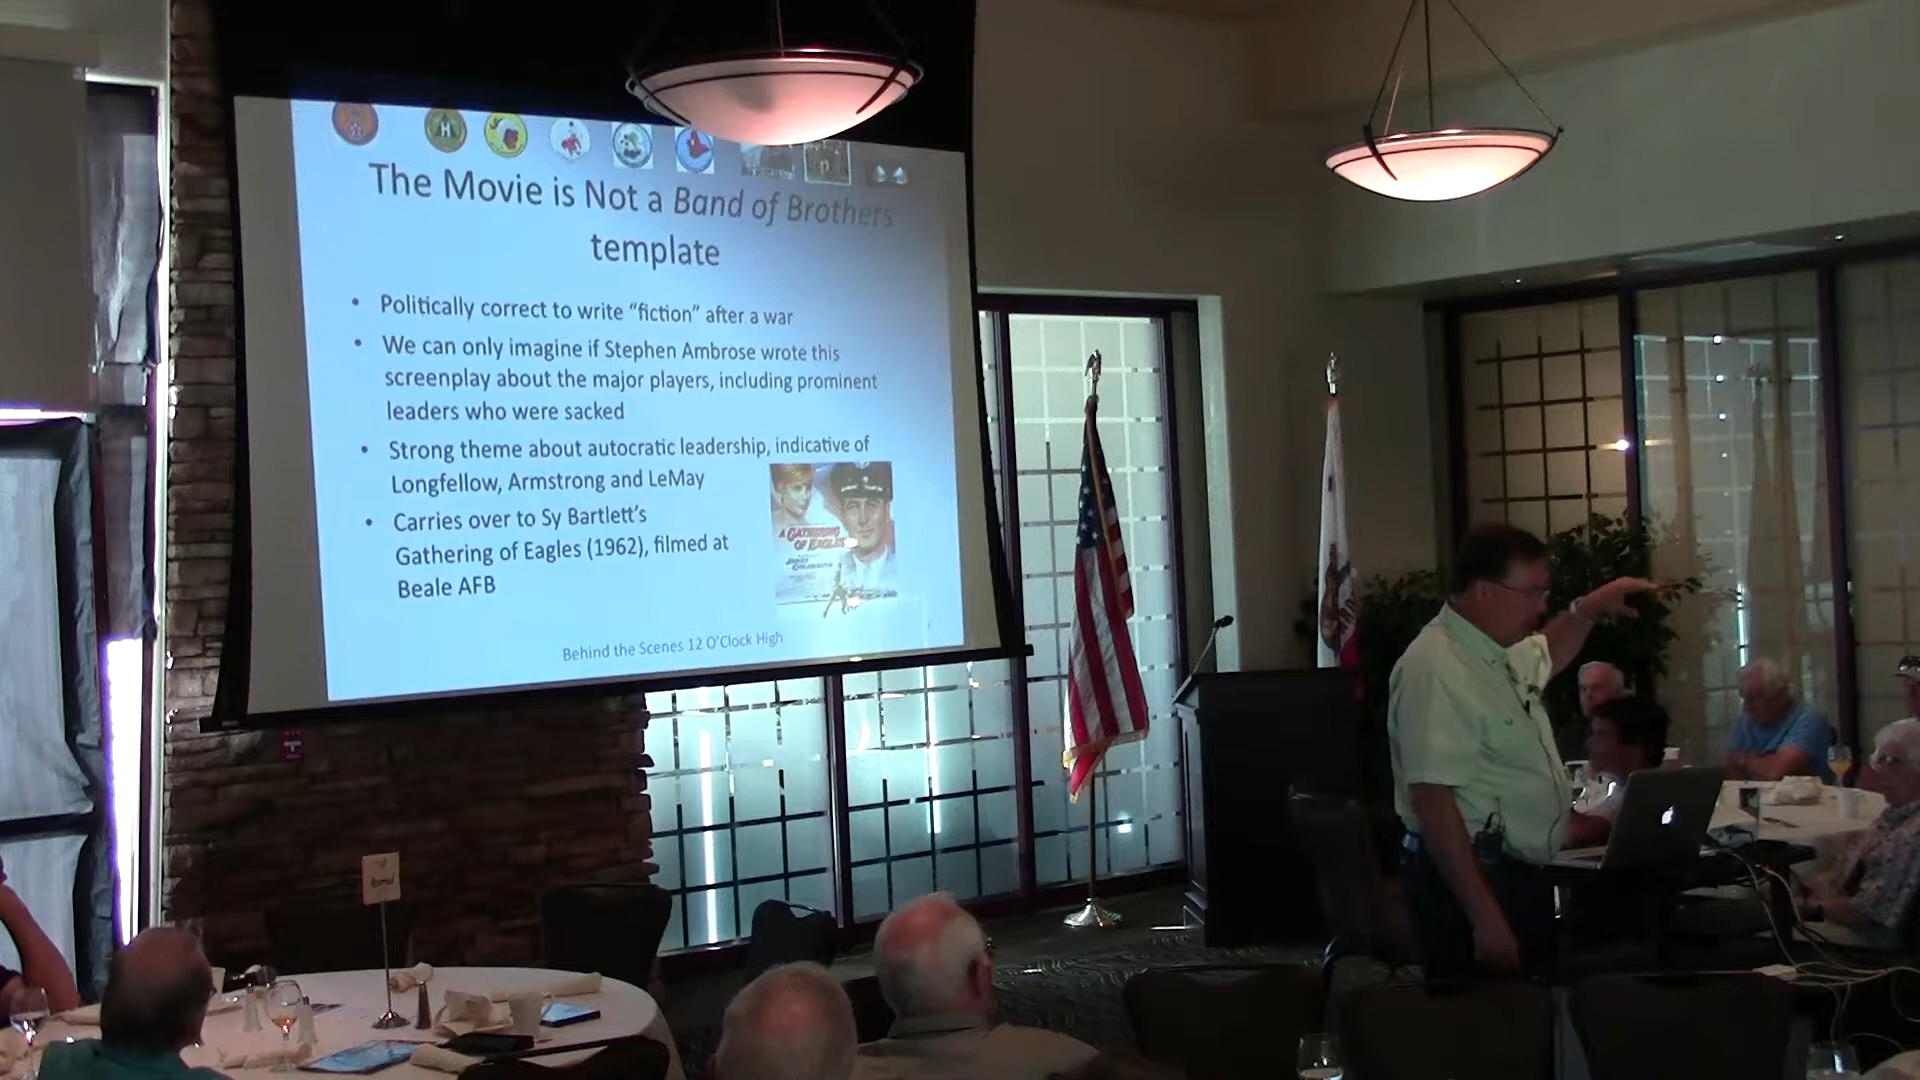 The Movie is Not a Band of Brothers
template
• Politically correct to write “fiction” after a war
• We can only imagine if Stephen Ambrose wrote this
screenplay about the major players, including prominent
leaders who were sacked
• Strong theme about autocratic leadership, indicative of
Longfellow, Armstrong and LeMay
• Carries over to Sy Bartlett’s
Gathering of Eagles (1962), filmed at
Beale AFB
A GATHERING
OF EAGLES
Behind the Scenes 12 O’Clock High
H